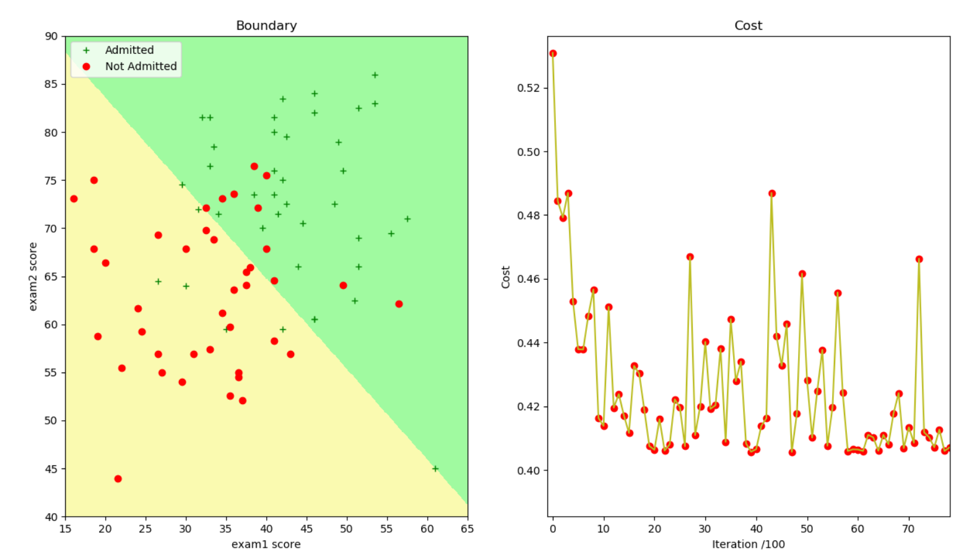 Boundary
Admitted
Not Admitted
90
85
80
75
70
65
60
55
50
45
40
exam2 score
15 20 25 30 35 40 45 50 55 60 65
exam1 score
Cost
0.52
0.50
0.48
0.46
0.44
0.42
0.40
Cost
0 10 20 30 40 50 60 70
Iteration /100